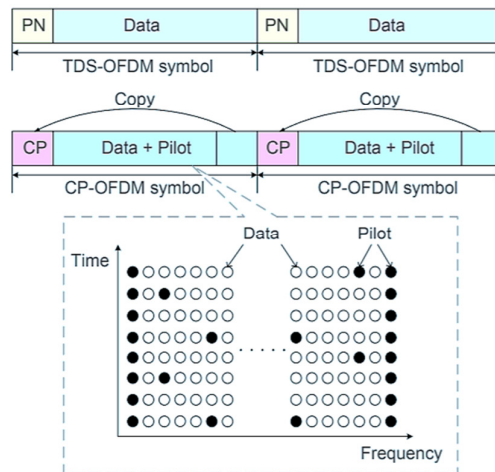 PN Data PN Data
TDS-OFDM symbol TDS-OFDM symbol
Copy Copy
CP Data + Pilot CP Data + Pilot
CP-OFDM symbol CP-OFDM symbol
Data Pilot
Time
. . . . . .
Frequency